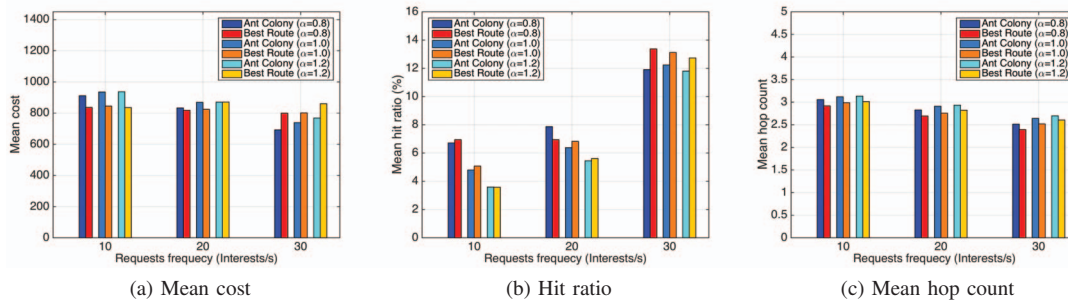 1400
1200
1000
800
600
400
200
0
Mean cost
Ant Colony (α=0.8)
Best Route (α=0.8)
Ant Colony (α=1.0)
Best Route (α=1.0)
Ant Colony (α=1.2)
Best Route (α=1.2)
10 20 30
Requests frequecy (Interests/s)
(a) Mean cost
16
14
12
10
8
6
4
2
0
Mean hit ratio (%)
Ant Colony (α=0.8)
Best Route (α=0.8)
Ant Colony (α=1.0)
Best Route (α=1.0)
Ant Colony (α=1.2)
Best Route (α=1.2)
10 20 30
Requests frequecy (Interests/s)
(b) Hit ratio
5
4.5
4
3.5
3
2.5
2
1.5
1
0.5
0
Mean hop count
Ant Colony (α=0.8)
Best Route (α=0.8)
Ant Colony (α=1.0)
Best Route (α=1.0)
Ant Colony (α=1.2)
Best Route (α=1.2)
10 20 30
Requests frequecy (Interests/s)
(c) Mean hop count